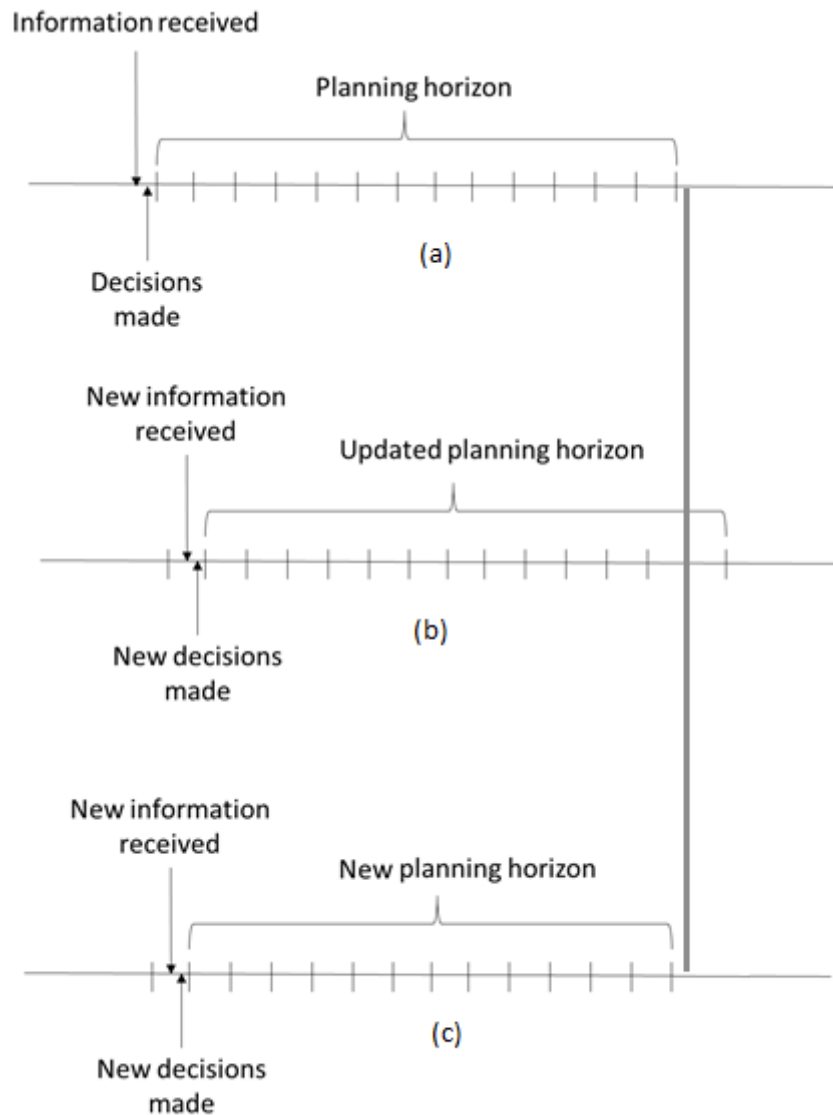 Information received
Planning horizon
(a)
Decisions
made
New information
received
Updated planning horizon
(b)
New decisions
made
New information
received
New planning horizon
(c)
New decisions
made